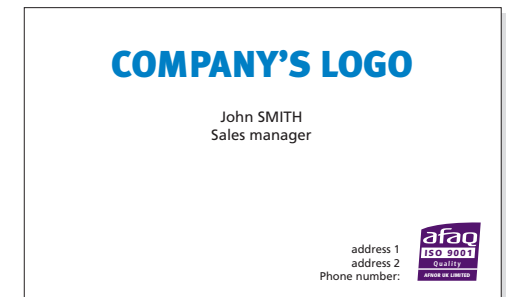 COMPANY'S LOGO
John SMITH
Sales manager
address 1
address 2
Phone number:
afaq
ISO 9001
Quality
AFNOR UK LIMITED